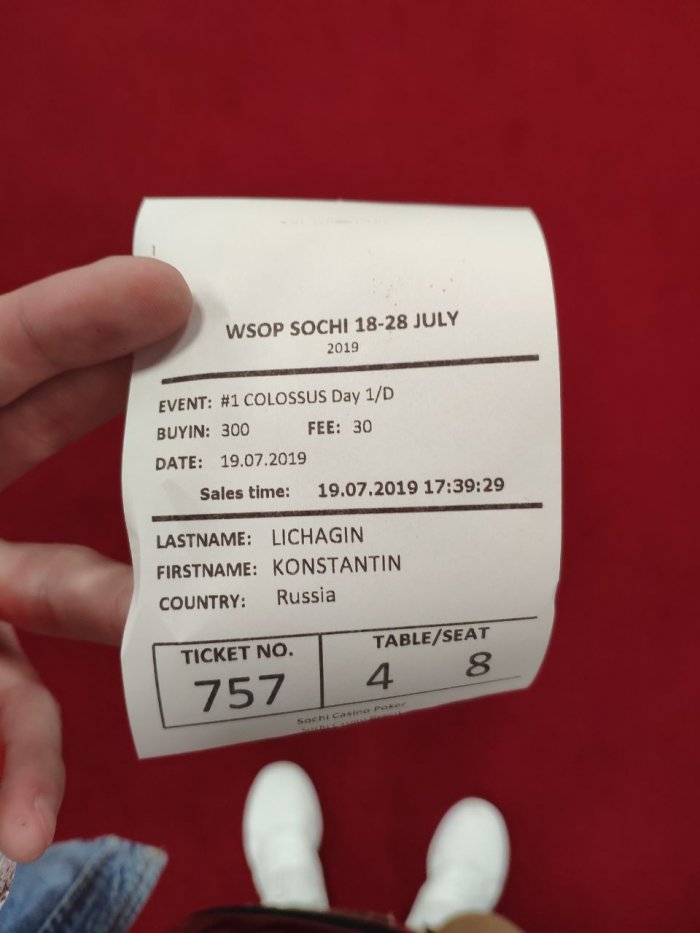 WSOP SOCHI 18-28 JULY
2019
EVENT: #1 COLOSSUS Day 1/D
BUYIN: 300 FEE: 30
DATE: 19.07.2019
Sales time: 19.07.2019 17:39:29
LASTNAME: LICHAGIN
FIRSTNAME: KONSTANTIN
COUNTRY: Russia
TICKET NO. TABLE/SEAT
757 4 8
Sochi Casino Poker